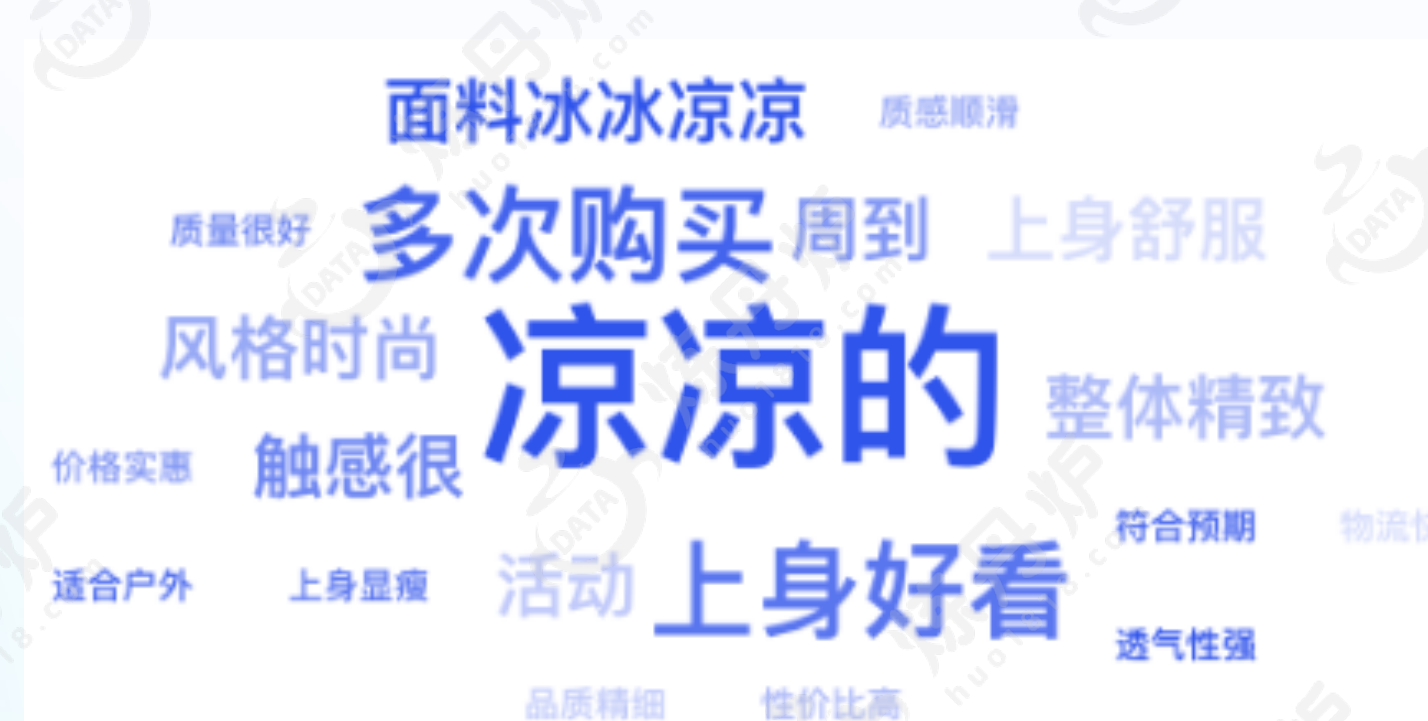 面料冰冰凉凉
质感顺滑
质量很好
多次购买
周到
上身舒服
风格时尚
凉凉的
整体精致
价格实惠
触感很
符合预期
物流
适合户外
上身显瘦
活动
上身好看
透气性强
品质精细
性价比高